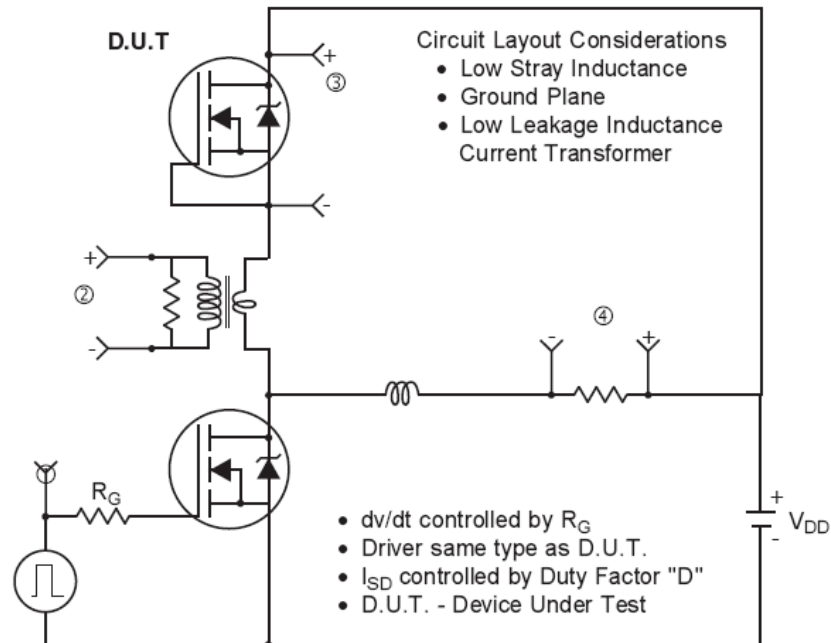 D.U.T
+
③
-
Circuit Layout Considerations
• Low Stray Inductance
• Ground Plane
• Low Leakage Inductance
Current Transformer
+
②
-
④
- +
①
R_G
• dv/dt controlled by R_G
• Driver same type as D.U.T.
• I_SD controlled by Duty Factor "D"
• D.U.T. - Device Under Test
+
V_DD
-